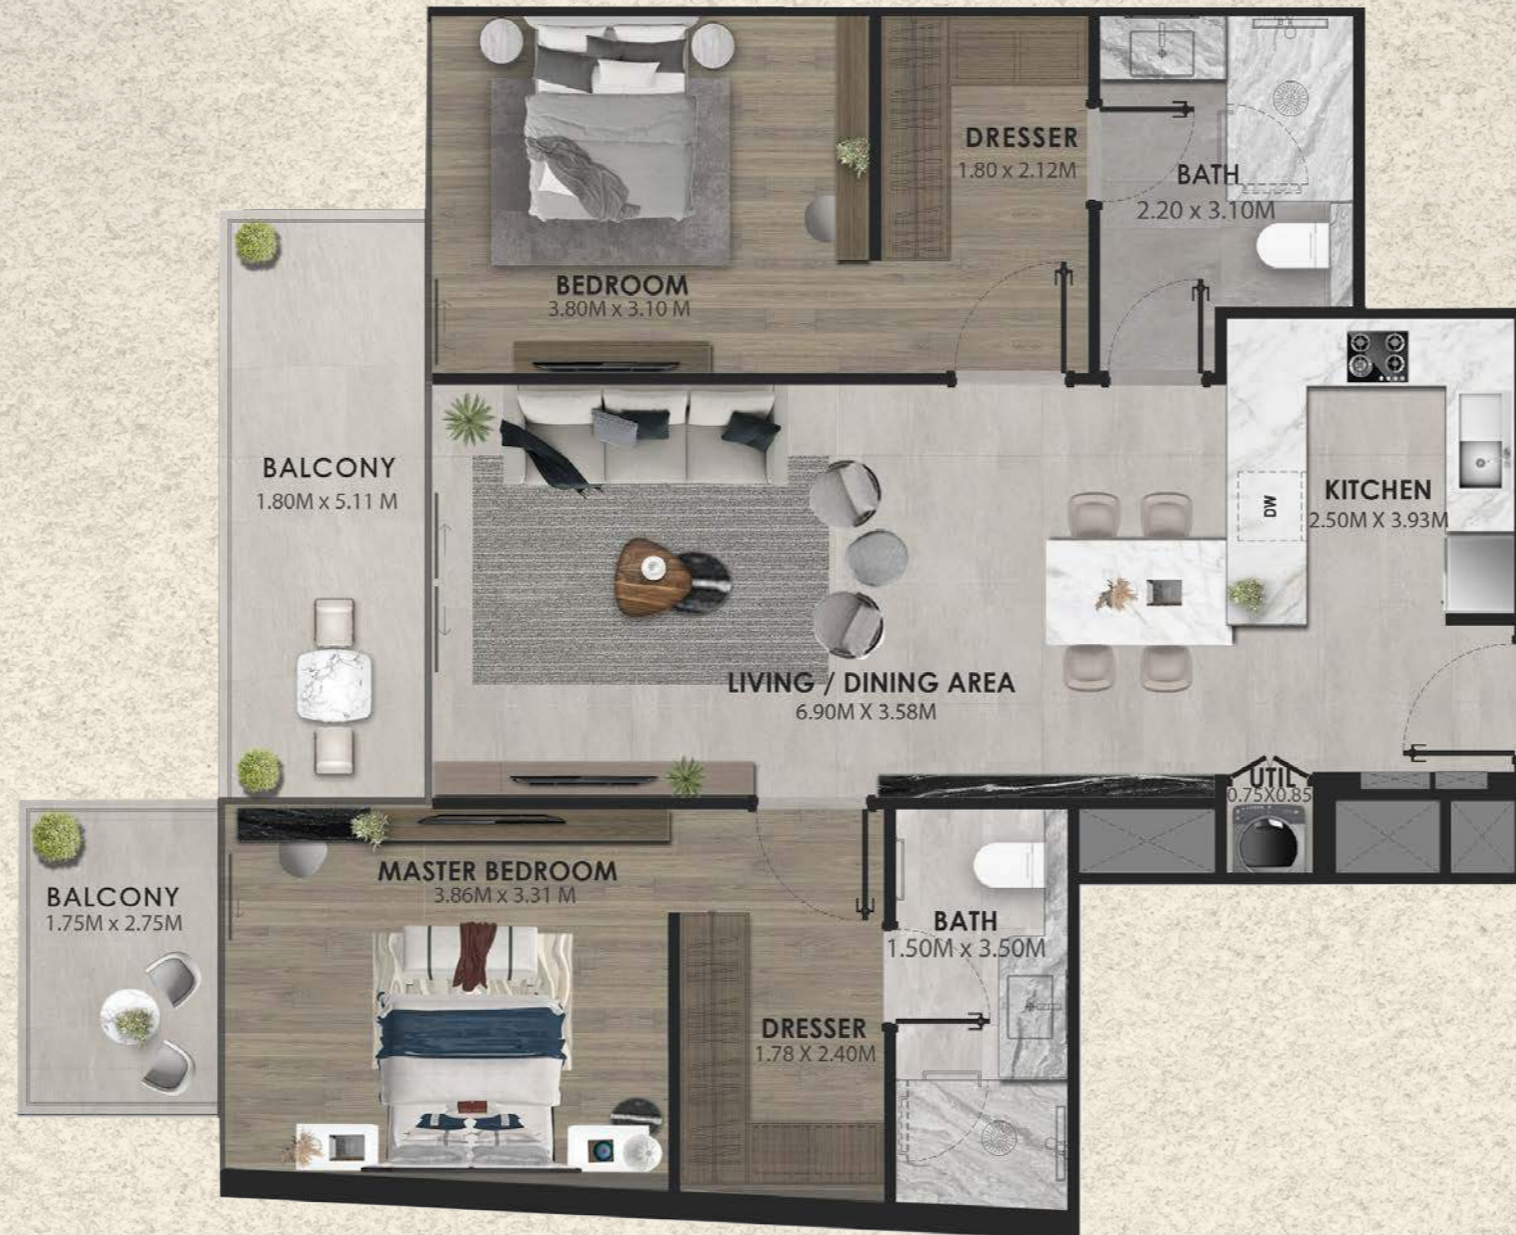 DRESSER
1.80 x 2.12M
BATH
2.20 x 3.10M
BEDROOM
3.80M x 3.10 M
BALCONY
1.80M x 5.11 M
DW
KITCHEN
2.50M X 3.93M
LIVING / DINING AREA
6.90M X 3.58M
UTIL
0.75X0.85
MASTER BEDROOM
3.86M x 3.31 M
BALCONY
1.75M x 2.75M
BATH
1.50M x 3.50M
DRESSER
1.78 X 2.40M